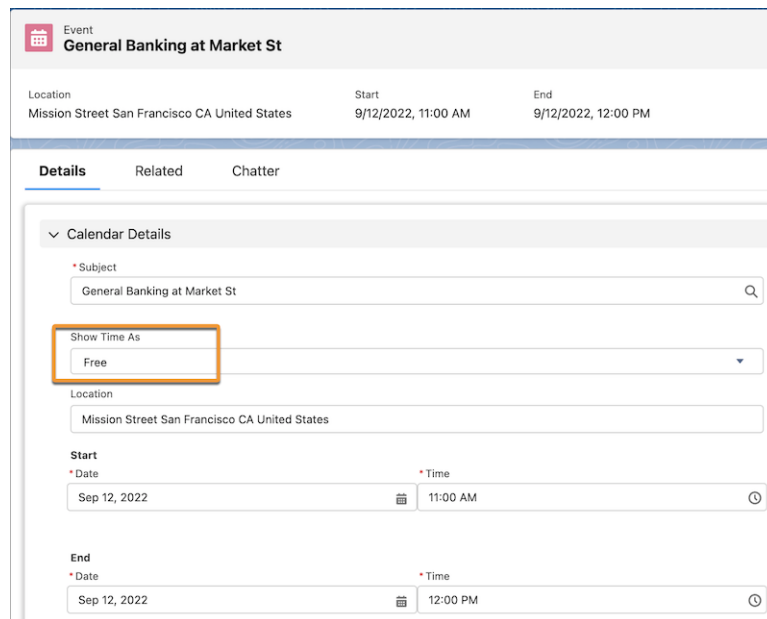 Event
General Banking at Market St
Location Start End
Mission Street San Francisco CA United States 9/12/2022, 11:00 AM 9/12/2022, 12:00 PM
Details Related Chatter
Calendar Details
* Subject
General Banking at Market St
Show Time As
Free
Location
Mission Street San Francisco CA United States
Start
* Date * Time
Sep 12, 2022 11:00 AM
End
* Date * Time
Sep 12, 2022 12:00 PM